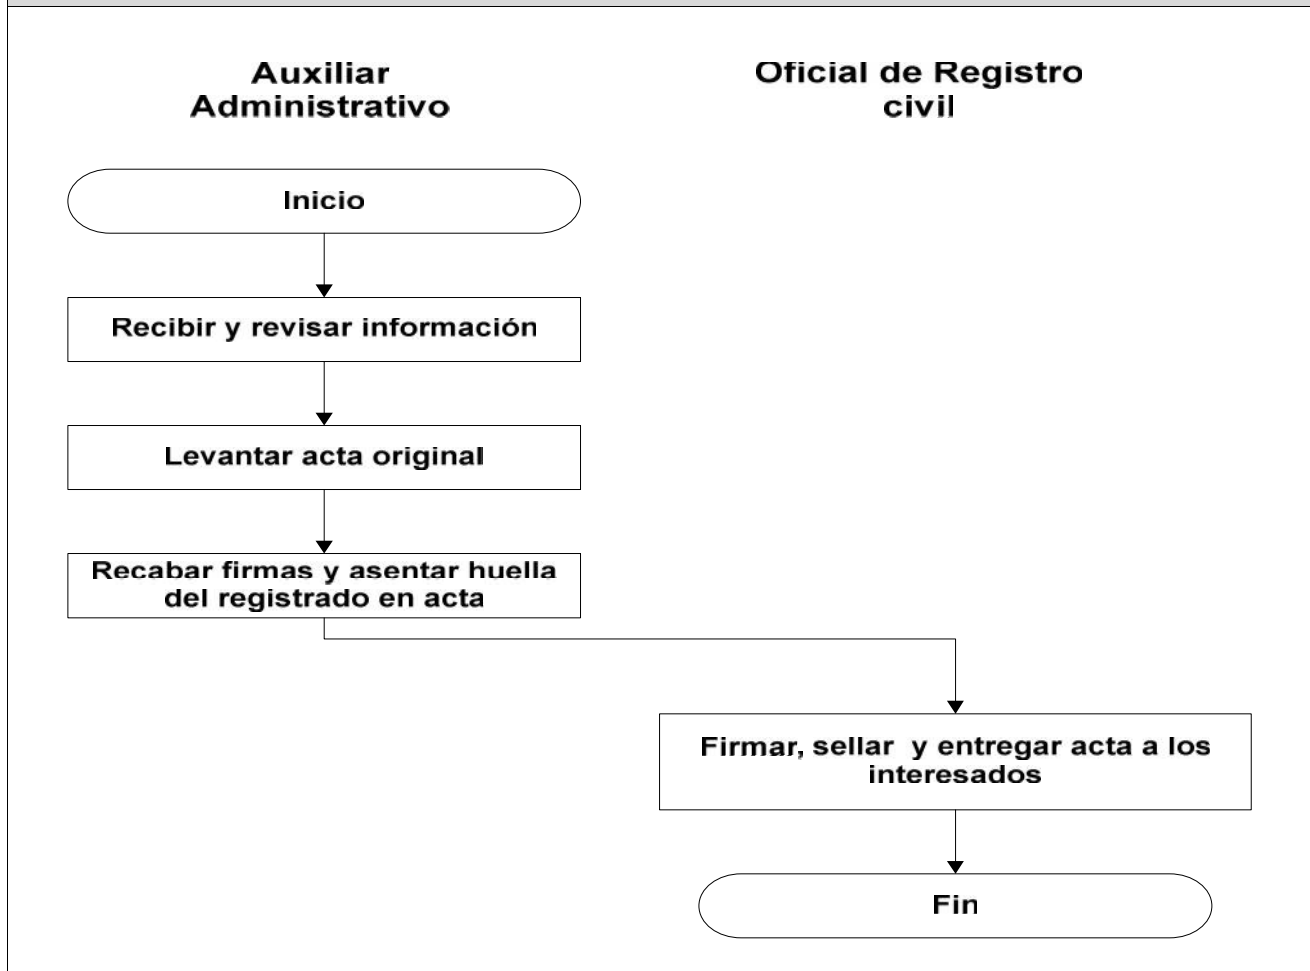 Auxiliar
Administrativo
Oficial de Registro
civil
Inicio
Recibir y revisar información
Levantar acta original
Recabar firmas y asentar huella
del registrado en acta
Firmar, sellar y entregar acta a los
interesados
Fin